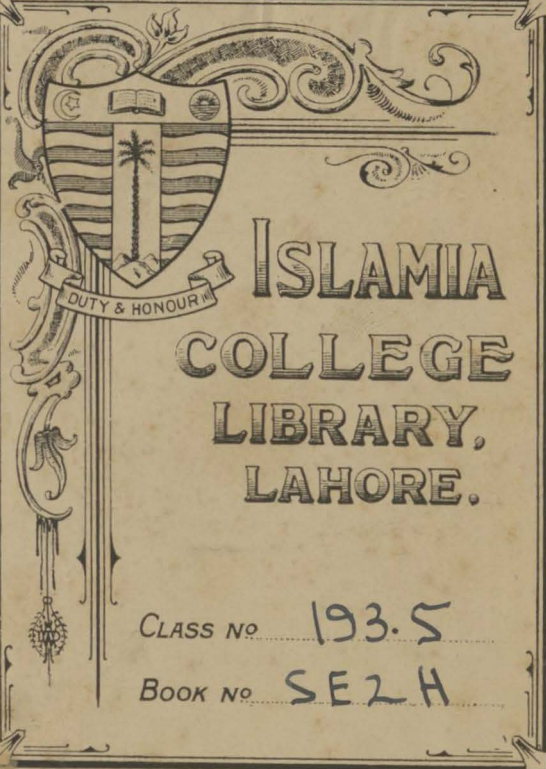 DUTY & HONOUR
ISLAMIA
COLLEGE
LIBRARY,
LAHORE.
CLASS NO 193.5
BOOK NO SE2H